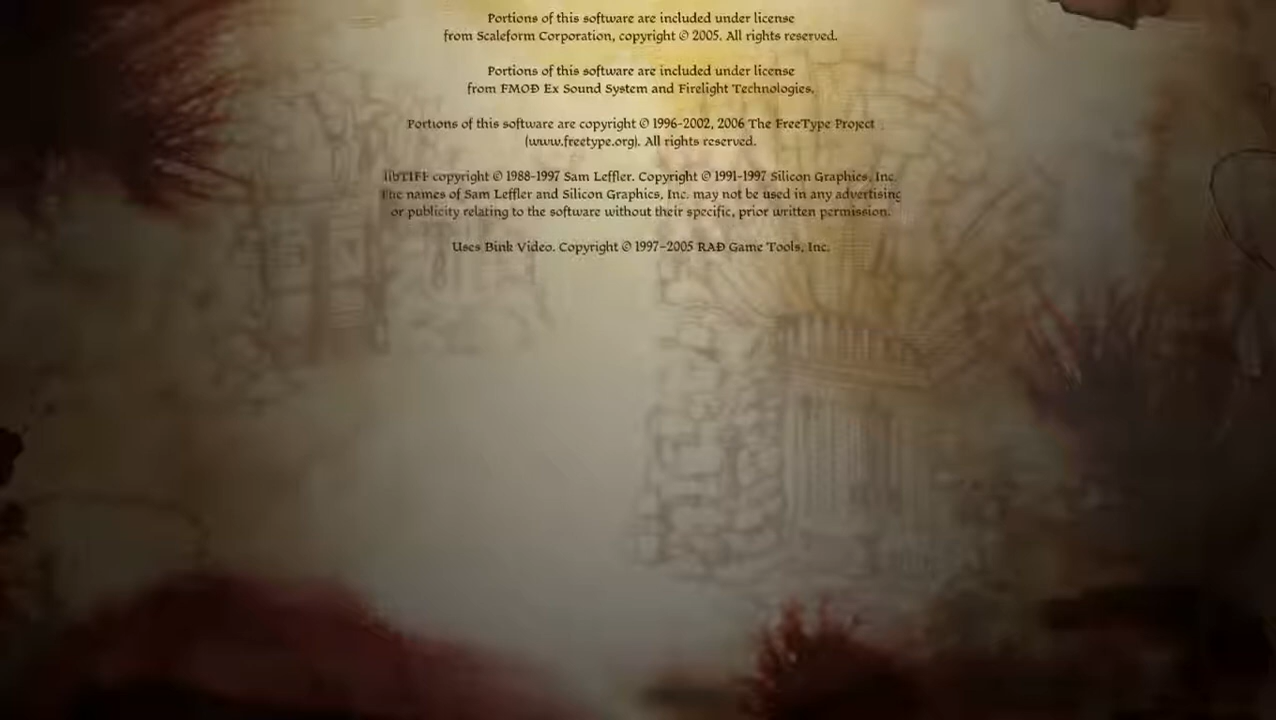 Portions of this software are included under license
from Scaleform Corporation, copyright © 2005. All rights reserved.
Portions of this software are included under license
from FMOD Ex Sound System and Firelight Technologies.
Portions of this software are copyright © 1996-2002, 2006 The FreeType Project
(www.freetype.org). All rights reserved.
libTIFF copyright © 1988-1997 Sam Leffler. Copyright © 1991-1997 Silicon Graphics, Inc.
The names of Sam Leffler and Silicon Graphics, Inc. may not be used in any advertising
or publicity relating to the software without their specific, prior written permission.
Uses Bink Video. Copyright © 1997-2005 RAD Game Tools, Inc.